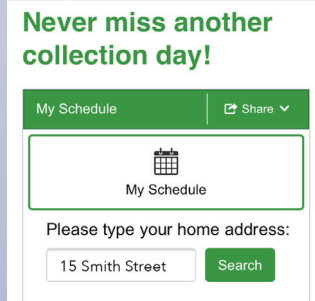 Never miss another
collection day!
My Schedule
Share
My Schedule
Please type your home address:
15 Smith Street
Search